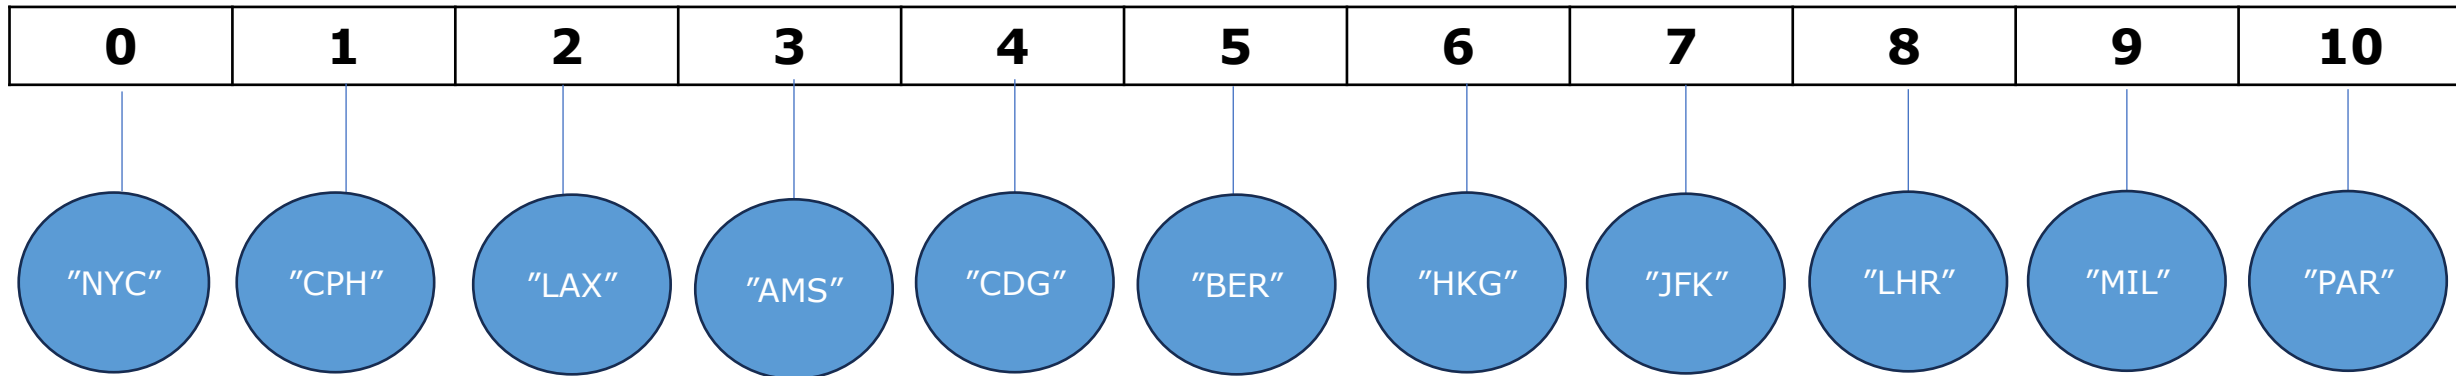 0 1 2 3 4 5 6 7 8 9 10
″NYC″ ″CPH″ ″LAX″ ″AMS″ ″CDG″ ″BER″ ″HKG″ ″JFK″ ″LHR″ ″MIL″ ″PAR″